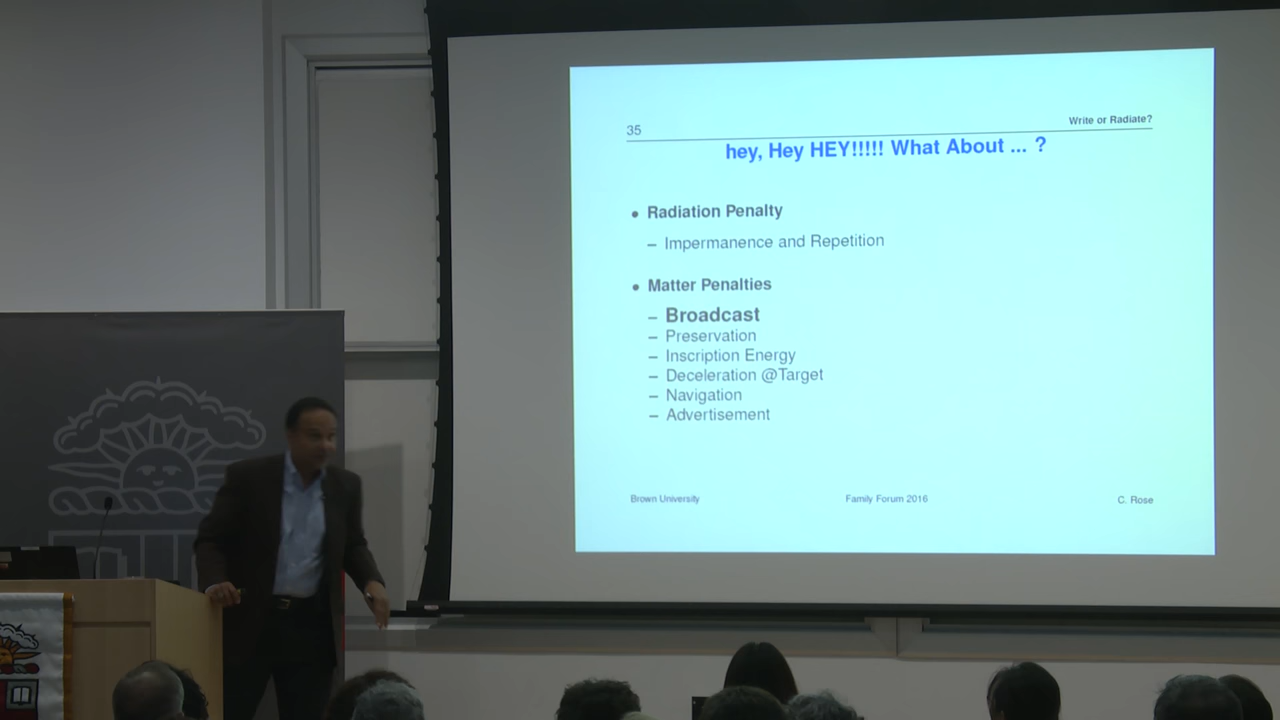 35
Write or Radiate?
hey, Hey HEY!!!!! What About ... ?
• Radiation Penalty
– Impermanence and Repetition
• Matter Penalties
– Broadcast
– Preservation
– Inscription Energy
– Deceleration @Target
– Navigation
– Advertisement
Brown University
Family Forum 2016
C. Rose